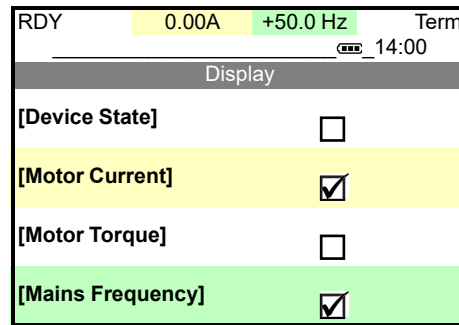 RDY 0.00A +50.0 Hz Term
14:00
Display
[Device State]
[Motor Current]
[Motor Torque]
[Mains Frequency]